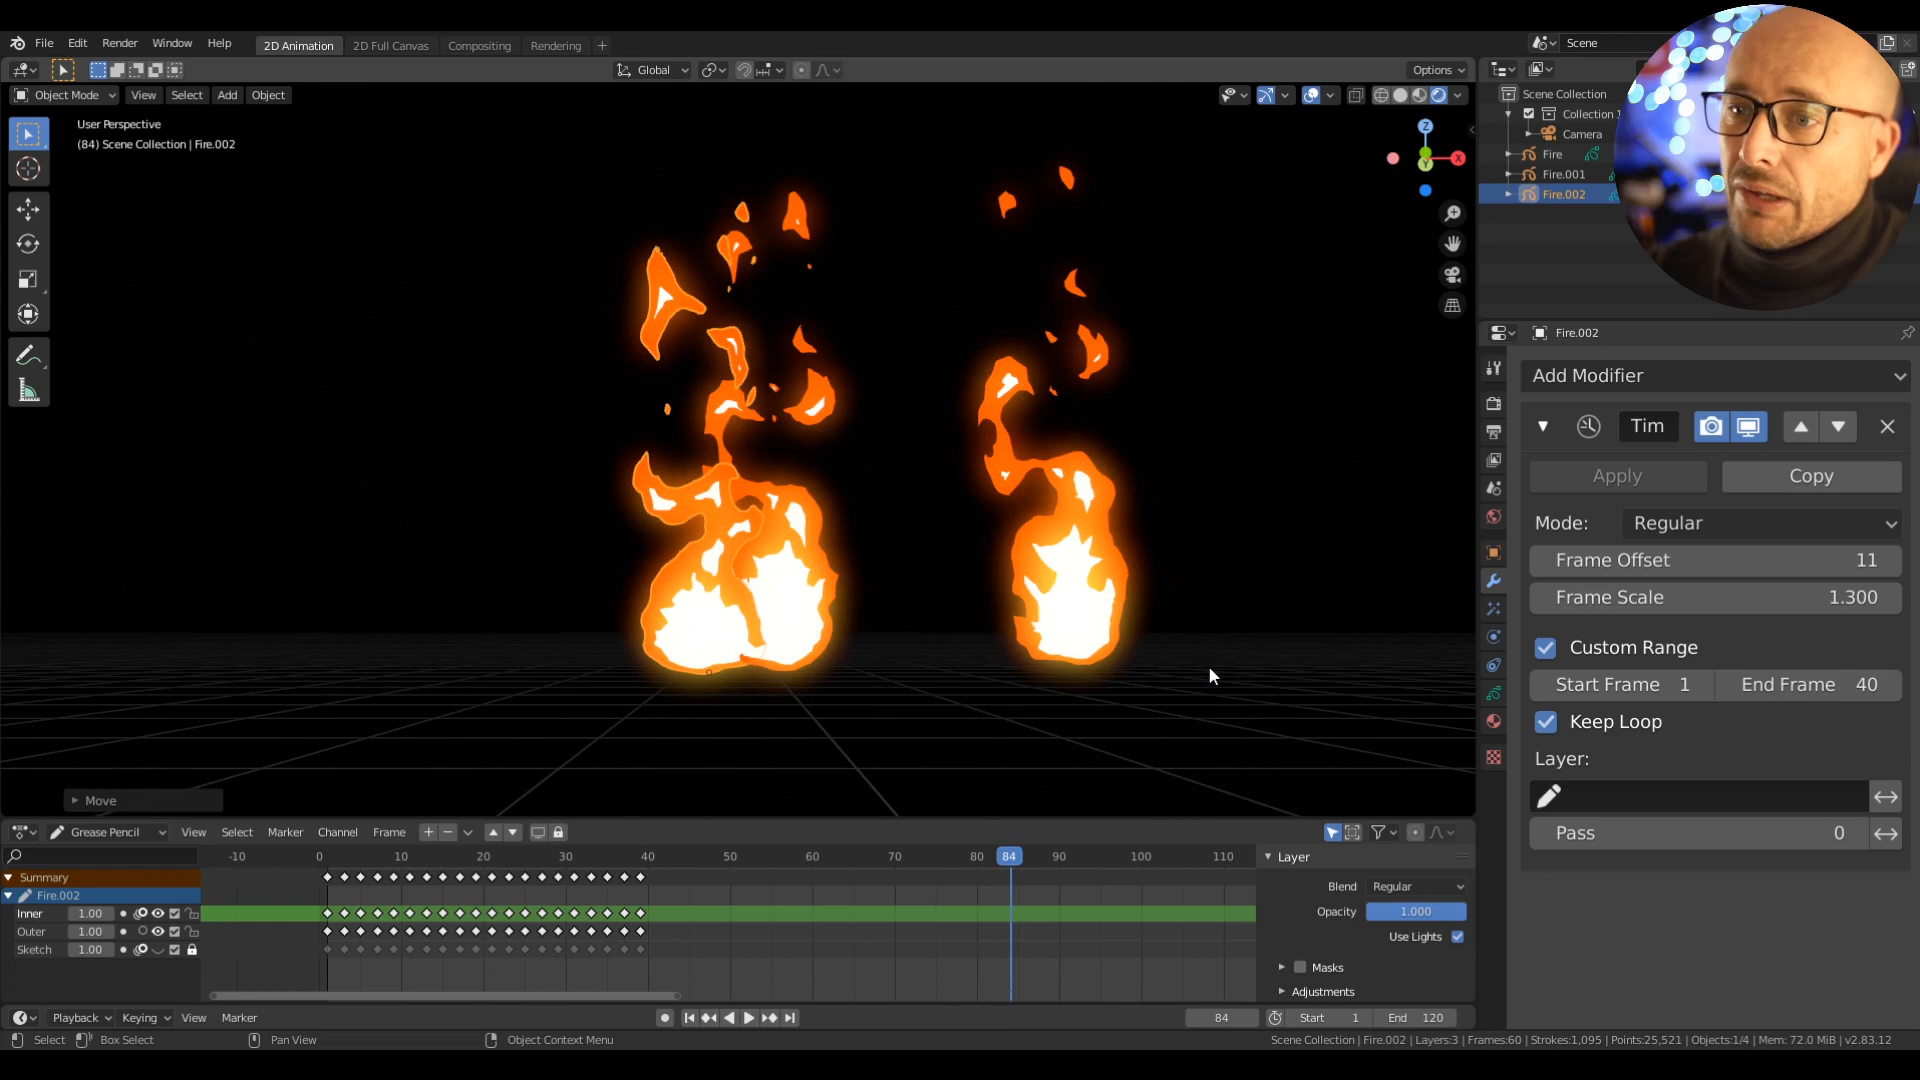 File Edit Render Window Help 2D Animation 2D Full Canvas Compositing Rendering + Scene
Global Options
Object Mode View Select Add Object
User Perspective
(84) Scene Collection | Fire.002
Z
X
Y
Scene Collection
Collection 1
Camera
Fire
Fire.001
Fire.002
Fire.002
Add Modifier
Tim
Apply Copy
Mode: Regular
Frame Offset 11
Frame Scale 1.300
Custom Range
Start Frame 1 End Frame 40
Keep Loop
Layer:
Pass 0
Move
Grease Pencil View Select Marker Channel Frame
-10 0 10 20 30 40 50 60 70 80 84 90 100 110
Summary
Fire.002
Inner 1.00
Outer 1.00
Sketch 1.00
Layer
Blend Regular
Opacity 1.000
Use Lights
Masks
Adjustments
Playback Keying View Marker 84 Start 1 End 120
Select Box Select Pan View Object Context Menu Scene Collection | Fire.002 | Layers:3 | Frames:60 | Strokes:1,095 | Points:25,521 | Objects:1/4 | Mem: 72.0 MiB | v2.83.12